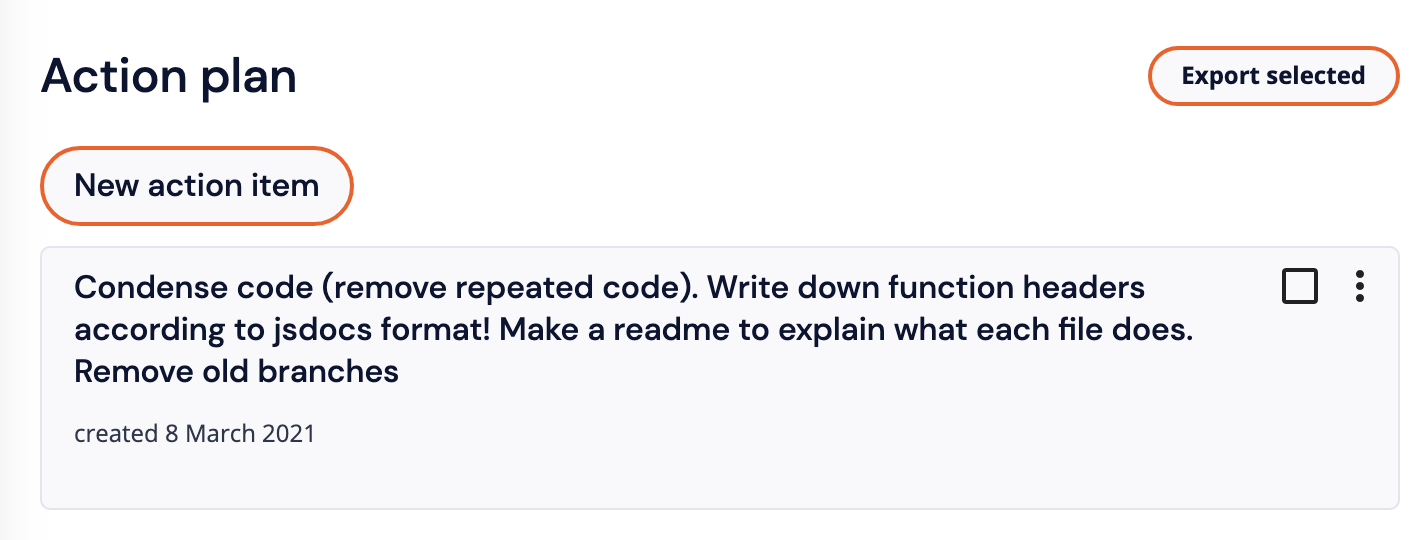 Action plan
Export selected
New action item
Condense code (remove repeated code). Write down function headers
according to jsdocs format! Make a readme to explain what each file does.
Remove old branches
created 8 March 2021